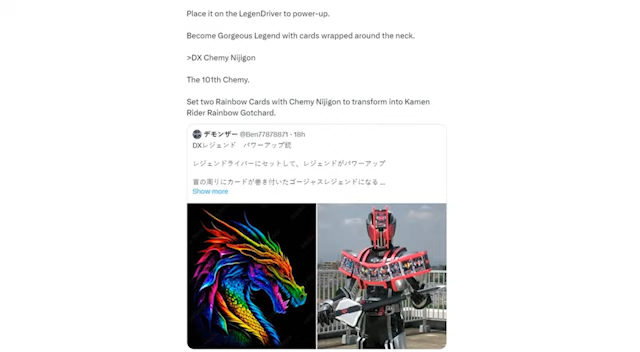 Place it on the LegenDriver to power-up.
Become Gorgeous Legend with cards wrapped around the neck.
>DX Chemy Nijigon
The 101th Chemy.
Set two Rainbow Cards with Chemy Nijigon to transform into Kamen
Rider Rainbow Gotchard.
デモンザー @Ben77878871 · 18h
DXレジェンド パワーアップ銃
レジェンドライバーにセットして、レジェンドがパワーアップ
首の周りにカードが巻き付いたゴージャスレジェンドになる ...
Show more